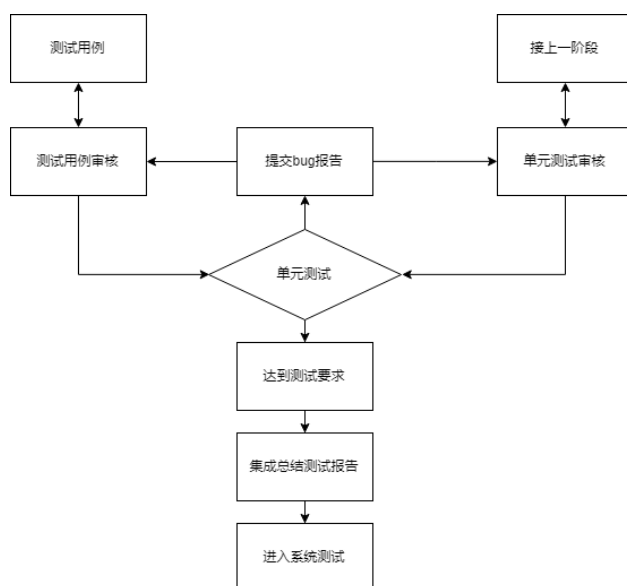 测试用例
接上一阶段
测试用例审核
提交bug报告
单元测试审核
单元测试
达到测试要求
集成总结测试报告
进入系统测试